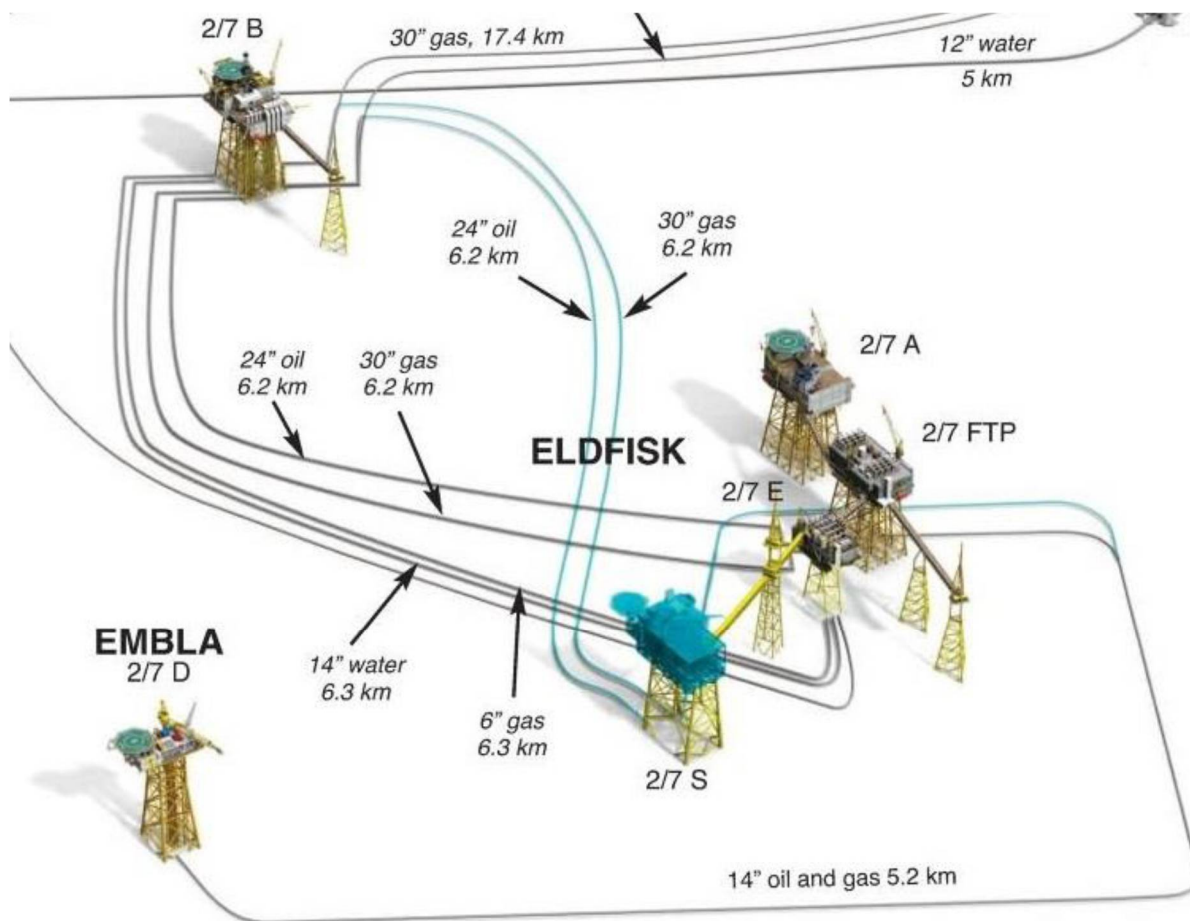 2/7 B
30” gas, 17.4 km
12” water
5 km
24” oil
6.2 km
30” gas
6.2 km
2/7 A
24” oil
6.2 km
30” gas
6.2 km
2/7 FTP
ELDFISK
2/7 E
EMBLA
2/7 D
14” water
6.3 km
6” gas
6.3 km
2/7 S
14” oil and gas 5.2 km